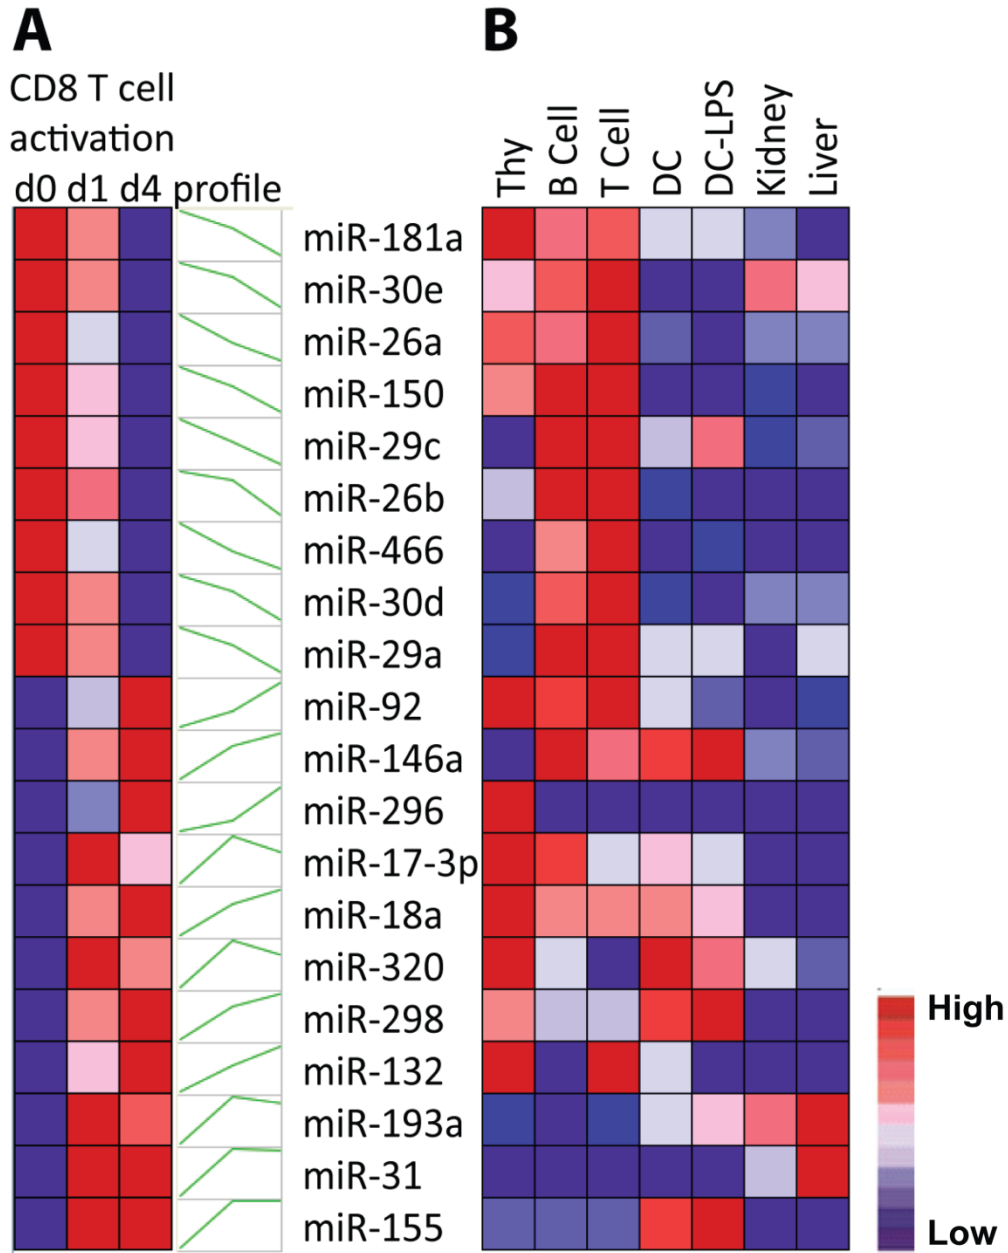 A
CD8 T cell
activation
d0 d1 d4 profile
B
Thy
B Cell
T Cell
DC
DC-LPS
Kidney
Liver
miR-181a
miR-30e
miR-26a
miR-150
miR-29c
miR-26b
miR-466
miR-30d
miR-29a
miR-92
miR-146a
miR-296
miR-17-3p
miR-18a
miR-320
miR-298
miR-132
miR-193a
miR-31
miR-155
High
Low